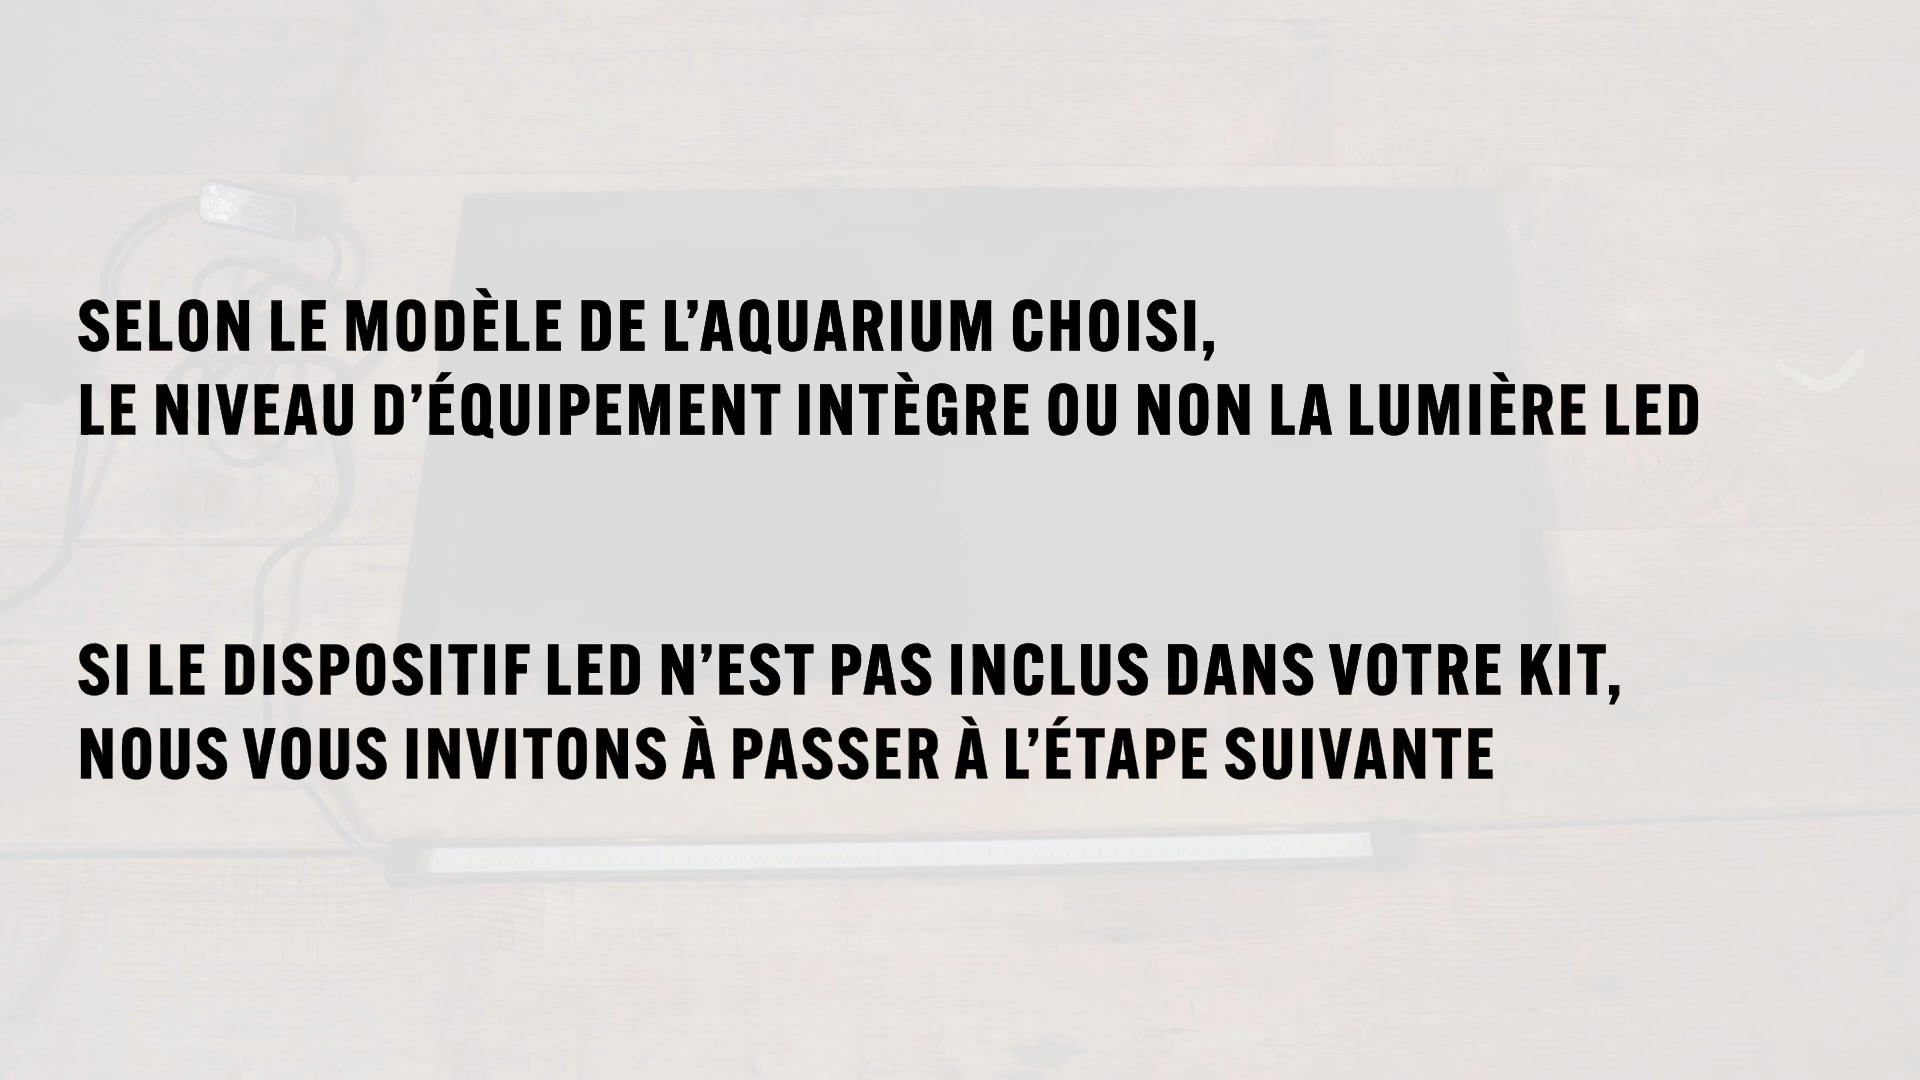 SELON LE MODÈLE DE L’AQUARIUM CHOISI,
LE NIVEAU D’ÉQUIPEMENT INTÈGRE OU NON LA LUMIÈRE LED
SI LE DISPOSITIF LED N’EST PAS INCLUS DANS VOTRE KIT,
NOUS VOUS INVITONS À PASSER À L’ÉTAPE SUIVANTE